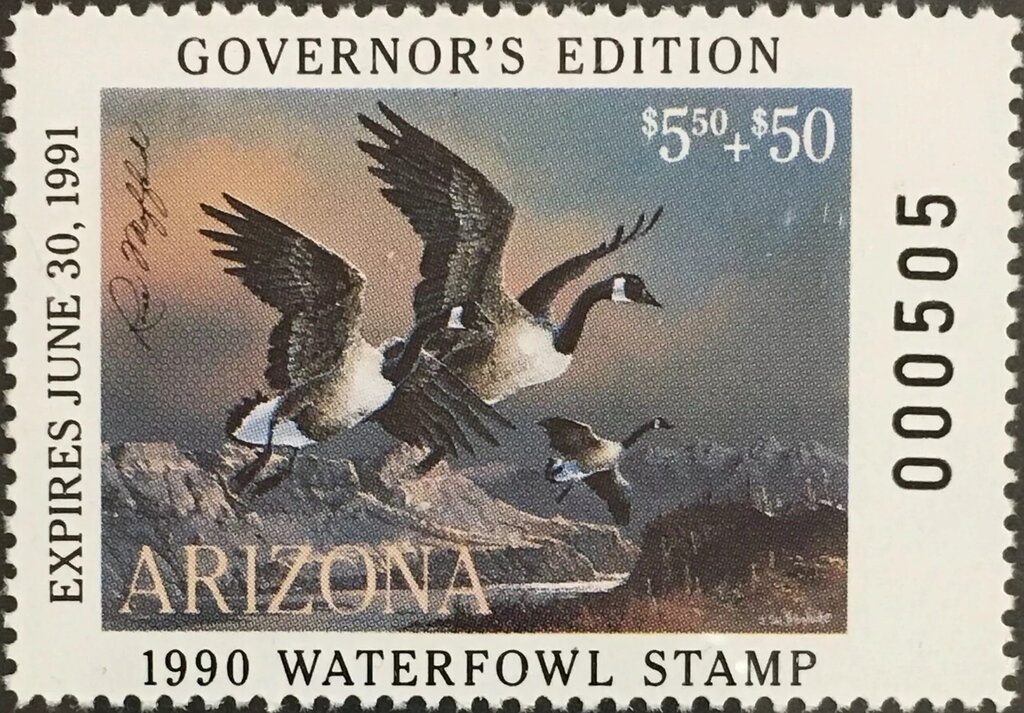 GOVERNOR'S EDITION
$5.50 + $50
EXPIRES JUNE 30, 1991
000505
ARIZONA
1990 WATERFOWL STAMP